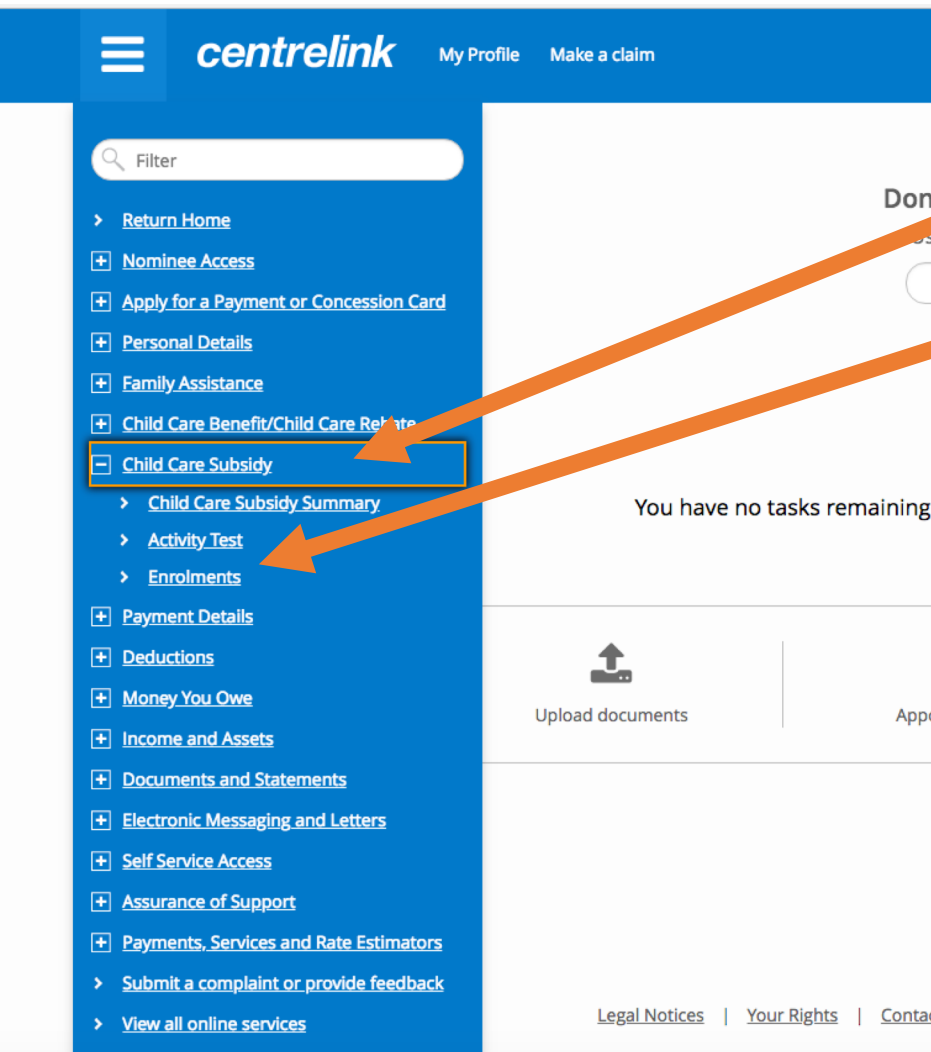 centrelink My Profile Make a claim
Filter
Return Home
Nominee Access
Apply for a Payment or Concession Card
Personal Details
Family Assistance
Child Care Benefit/Child Care Rebate
Child Care Subsidy
Child Care Subsidy Summary
Activity Test
Enrolments
Payment Details
Deductions
Money You Owe
Income and Assets
Documents and Statements
Electronic Messaging and Letters
Self Service Access
Assurance of Support
Payments, Services and Rate Estimators
Submit a complaint or provide feedback
View all online services
Don
You have no tasks remaining
Upload documents
Appo
Legal Notices | Your Rights | Contac